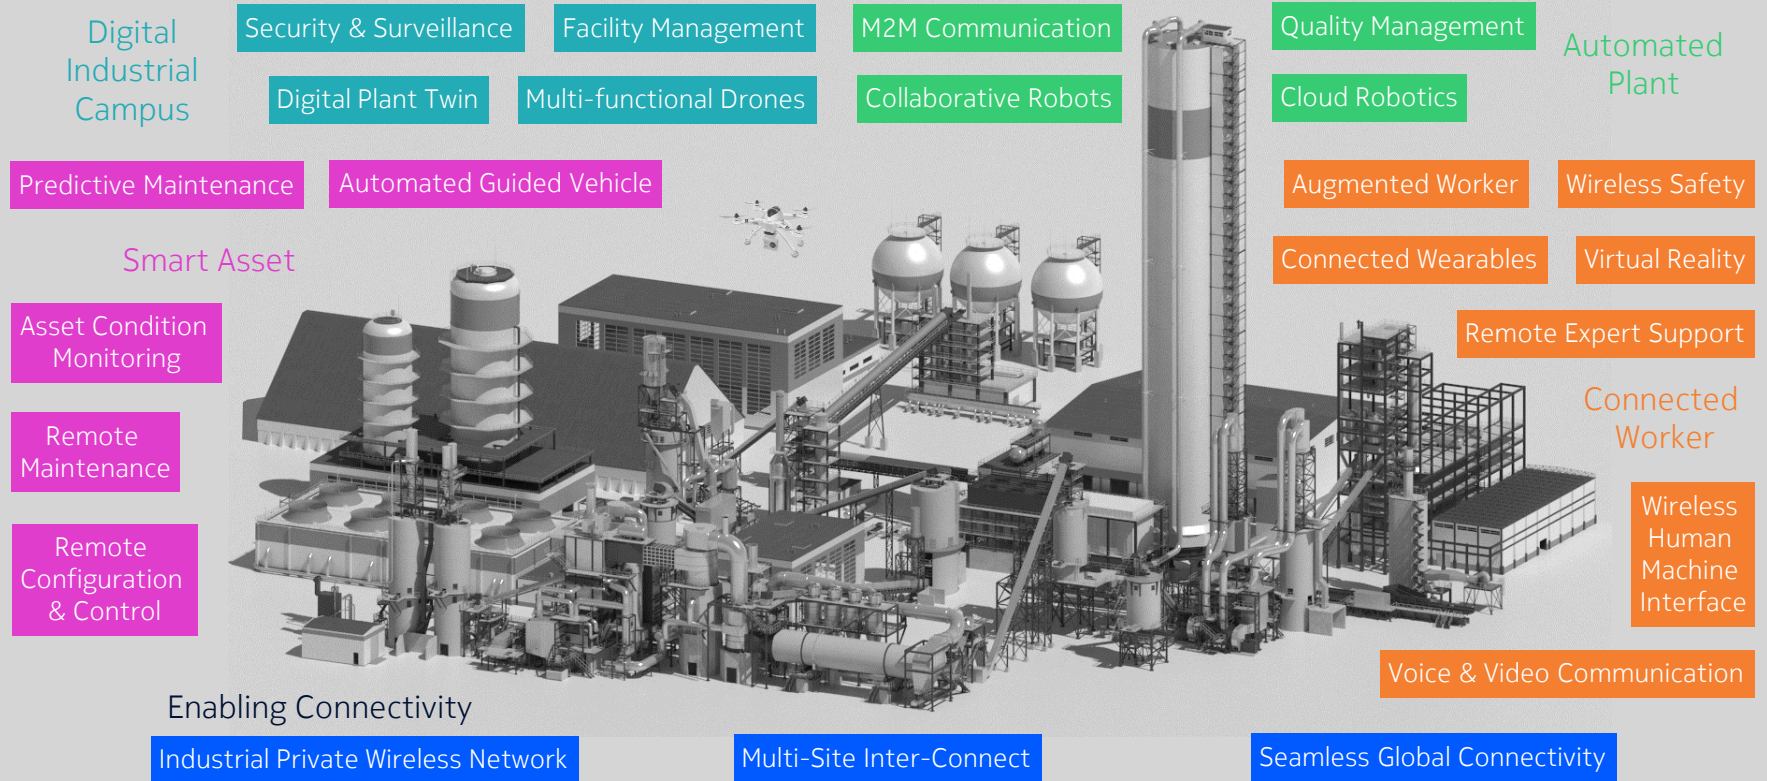 Digital
Industrial
Campus
Security & Surveillance
Facility Management
Digital Plant Twin
Multi-functional Drones
M2M Communication
Collaborative Robots
Quality Management
Cloud Robotics
Automated
Plant
Predictive Maintenance
Automated Guided Vehicle
Smart Asset
Asset Condition
Monitoring
Remote
Maintenance
Remote
Configuration
& Control
Augmented Worker
Wireless Safety
Connected Wearables
Virtual Reality
Remote Expert Support
Connected
Worker
Wireless
Human
Machine
Interface
Voice & Video Communication
Enabling Connectivity
Industrial Private Wireless Network
Multi-Site Inter-Connect
Seamless Global Connectivity